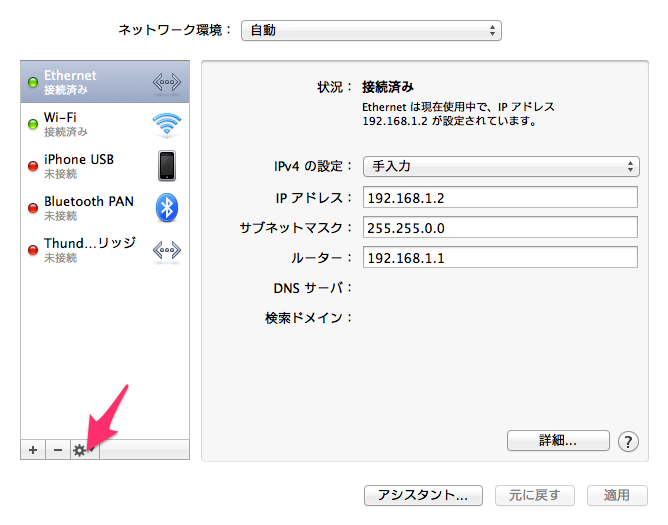 ネットワーク環境： 自動
Ethernet
接続済み
Wi-Fi
接続済み
iPhone USB
未接続
Bluetooth PAN
未接続
Thund...リッジ
未接続
+ −
状況： 接続済み
Ethernet は現在使用中で、IP アドレス
192.168.1.2 が設定されています。
IPv4 の設定： 手入力
IP アドレス： 192.168.1.2
サブネットマスク： 255.255.0.0
ルーター： 192.168.1.1
DNS サーバ：
検索ドメイン：
詳細... ?
アシスタント... 元に戻す 適用